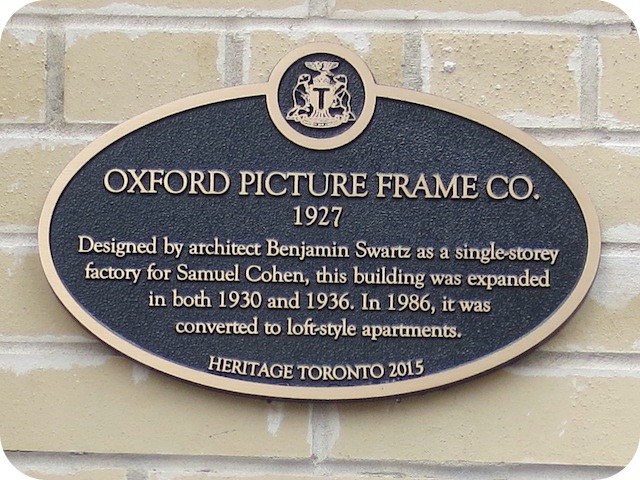 T
OXFORD PICTURE FRAME CO.
1927
Designed by architect Benjamin Swartz as a single-storey
factory for Samuel Cohen, this building was expanded
in both 1930 and 1936. In 1986, it was
converted to loft-style apartments.
HERITAGE TORONTO 2015